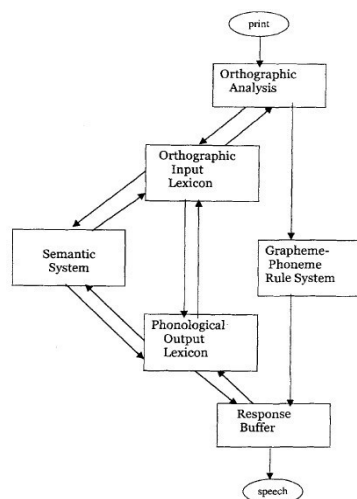 print
Orthographic
Analysis
Orthographic
Input
Lexicon
Semantic
System
Grapheme-
Phoneme
Rule System
Phonological
Output
Lexicon
Response
Buffer
speech